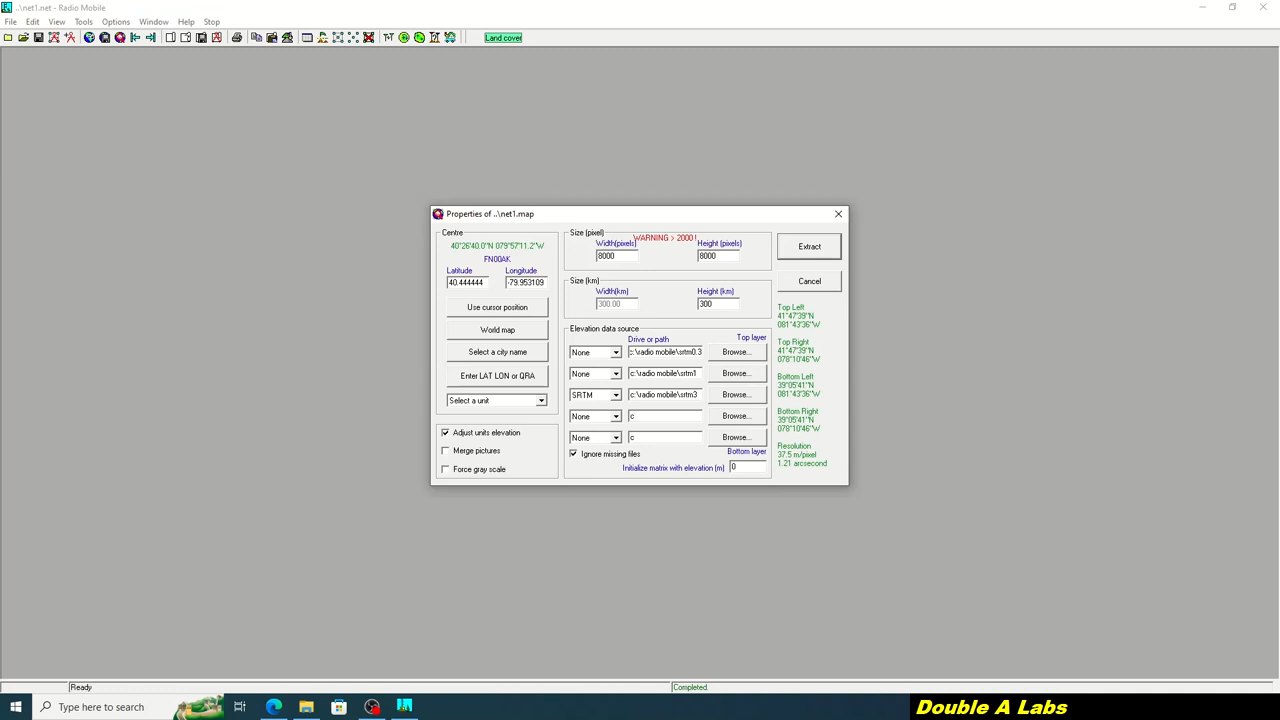 ..\net1.net - Radio Mobile
File Edit View Tools Options Window Help Stop
Land cover
Properties of ..\net1.map
Centre
40°26'40.0"N 079°57'11.2"W
FN00AK
Latitude Longitude
40.444444 -79.953109
Use cursor position
World map
Select a city name
Enter LAT LON or QRA
Select a unit
Adjust units elevation
Merge pictures
Force gray scale
Size (pixel)
WARNING > 2000 !
Width(pixels) Height (pixels)
8000 8000
Size (km)
Width(km) Height (km)
300.00 300
Elevation data source
Drive or path Top layer
None c:\radio mobile\srtm0.3 Browse...
None c:\radio mobile\srtm1 Browse...
SRTM c:\radio mobile\srtm3 Browse...
None c Browse...
None c Browse...
Ignore missing files Bottom layer
Initialize matrix with elevation (m) 0
Extract
Cancel
Top Left
41°47'39"N
081°43'36"W
Top Right
41°47'39"N
078°10'46"W
Bottom Left
39°05'41"N
081°43'36"W
Bottom Right
39°05'41"N
078°10'46"W
Resolution
37.5 m/pixel
1.21 arcsecond
Ready Completed.
Type here to search
Double A Labs